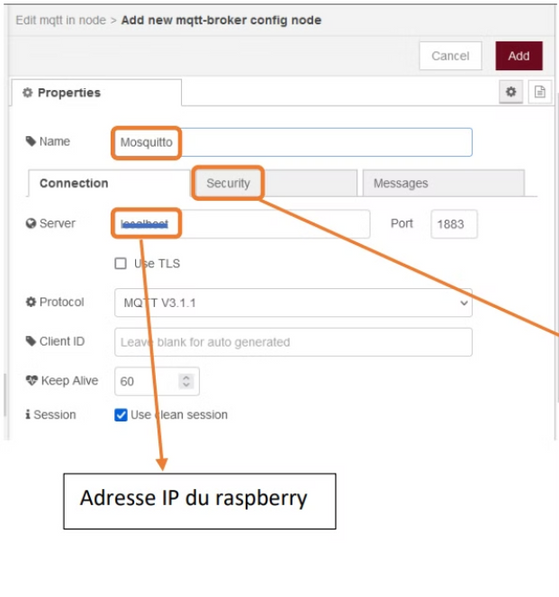 Edit mqtt in node > Add new mqtt-broker config node
Cancel
Add
Properties
Name
Mosquitto
Connection
Security
Messages
Server
localhost
Port
1883
Use TLS
Protocol
MQTT V3.1.1
Client ID
Leave blank for auto generated
Keep Alive
60
Session
Use clean session
Adresse IP du raspberry